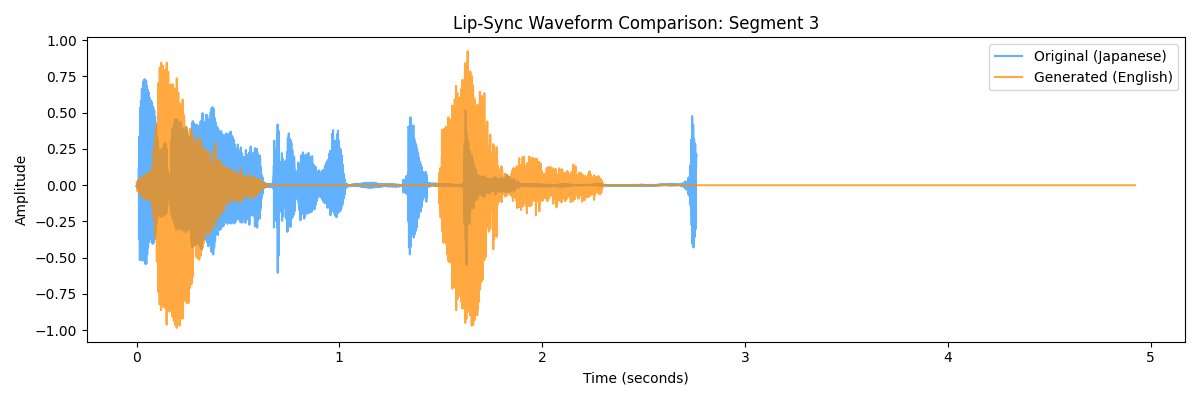 Lip-Sync Waveform Comparison: Segment 3
Original (Japanese)
Generated (English)
Amplitude
1.00
0.75
0.50
0.25
0.00
−0.25
−0.50
−0.75
−1.00
0 1 2 3 4 5
Time (seconds)